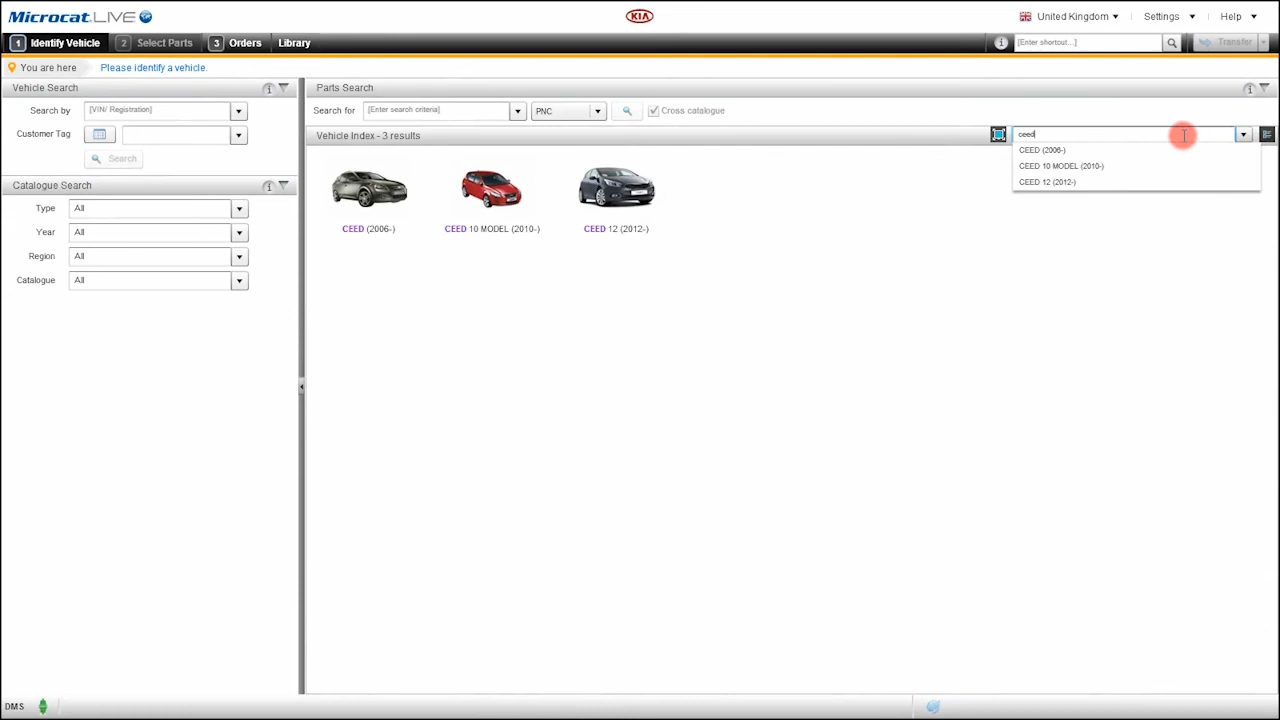 Microcat.LIVE
KIA
United Kingdom
Settings
Help
1 Identify Vehicle
2 Select Parts
3 Orders
Library
[Enter shortcut...]
Transfer
You are here
Please identify a vehicle.
Vehicle Search
Parts Search
Search by
[VIN/ Registration]
Search for
[Enter search criteria]
PNC
Cross catalogue
Customer Tag
Vehicle Index - 3 results
ceed
CEED (2006-)
CEED 10 MODEL (2010-)
CEED 12 (2012-)
Search
Catalogue Search
Type
All
Year
All
Region
All
Catalogue
All
CEED (2006-)
CEED 10 MODEL (2010-)
CEED 12 (2012-)
DMS